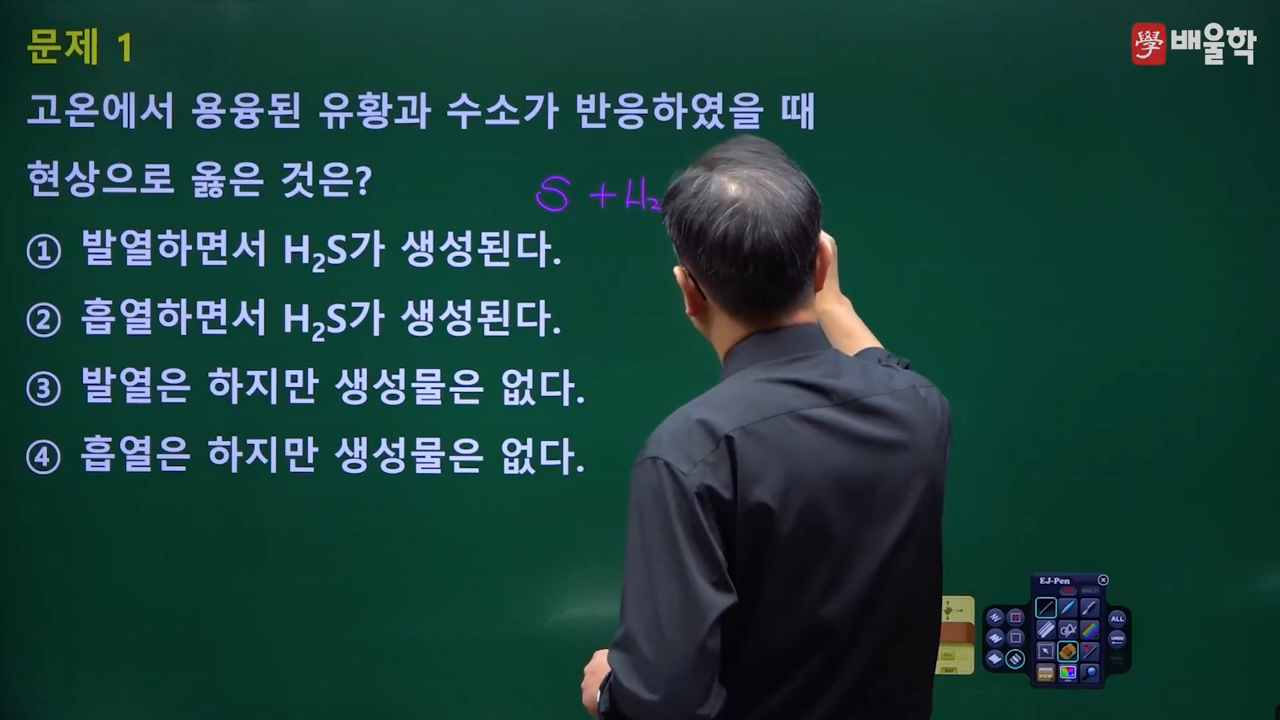 문제 1
學 배울학
고온에서 용융된 유황과 수소가 반응하였을 때
현상으로 옳은 것은?
S + H₂
① 발열하면서 H₂S가 생성된다.
② 흡열하면서 H₂S가 생성된다.
③ 발열은 하지만 생성물은 없다.
④ 흡열은 하지만 생성물은 없다.
EJ-Pen
ALL